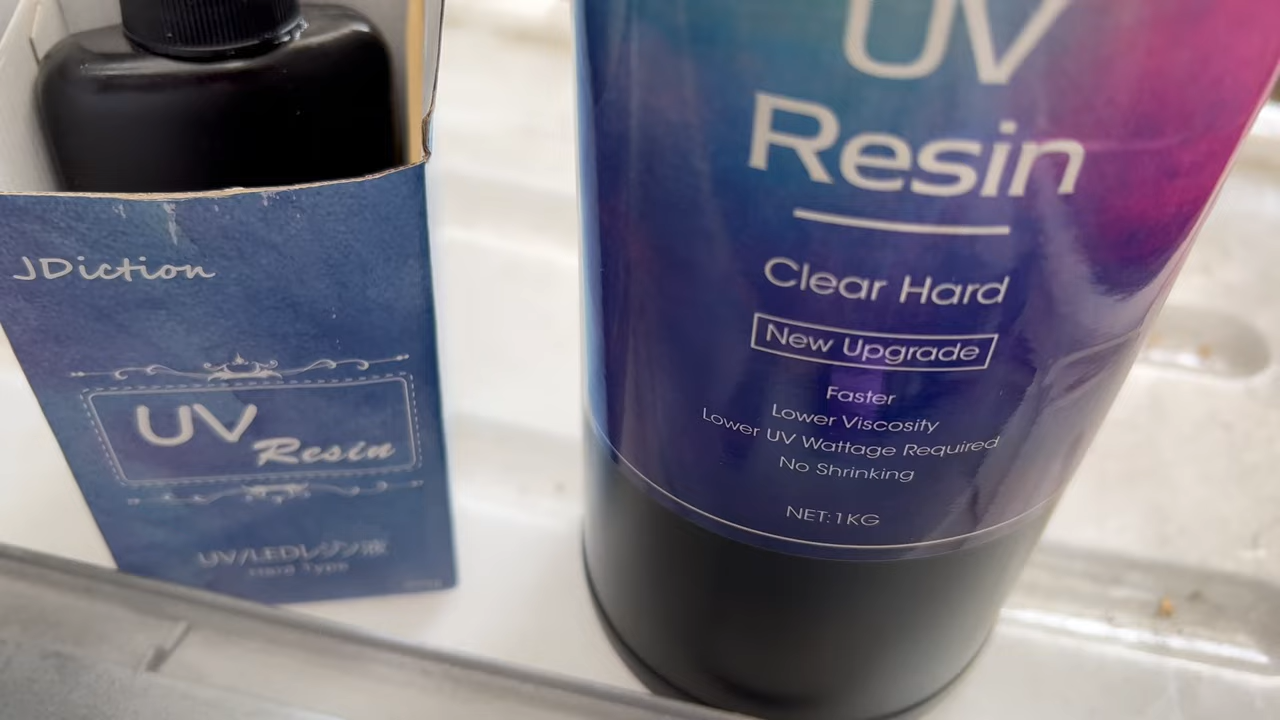 JDiction
UV
Resin
UV/LEDレジン液
Hard Type
UV
Resin
Clear Hard
New Upgrade
Faster
Lower Viscosity
Lower UV Wattage Required
No Shrinking
NET: 1KG